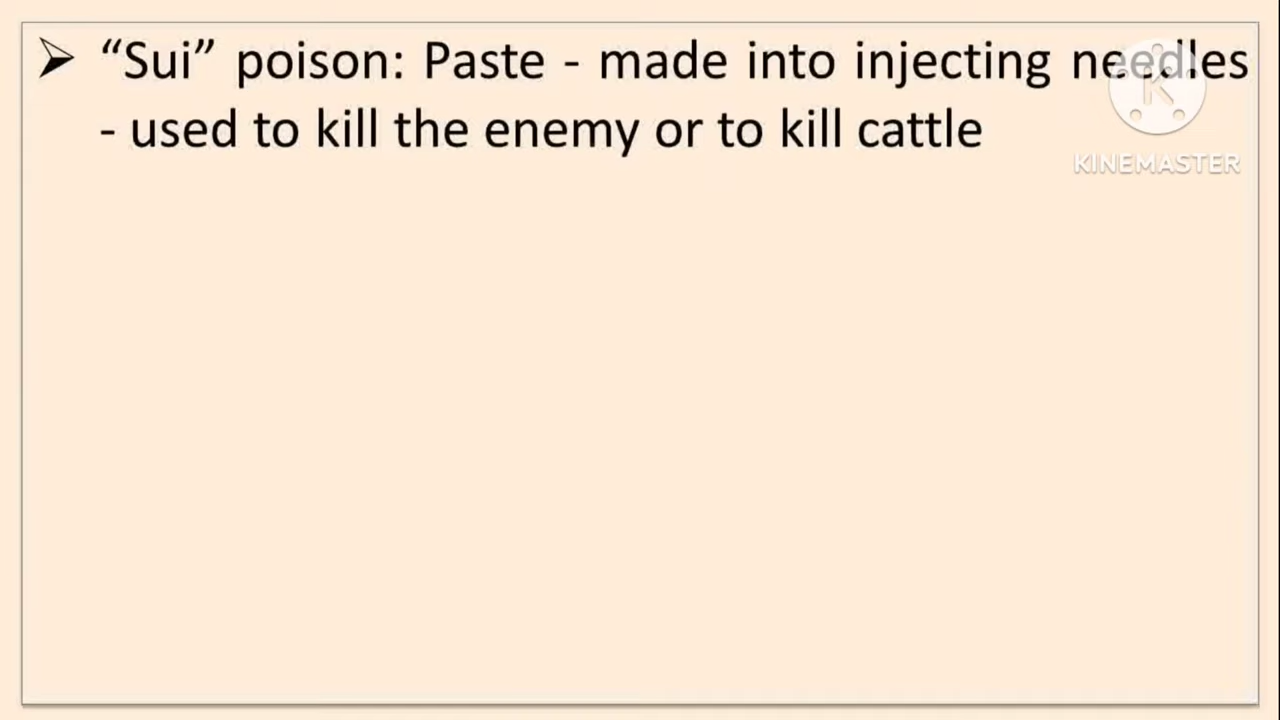 ➢ “Sui” poison: Paste - made into injecting needles
- used to kill the enemy or to kill cattle
K
KINEMASTER